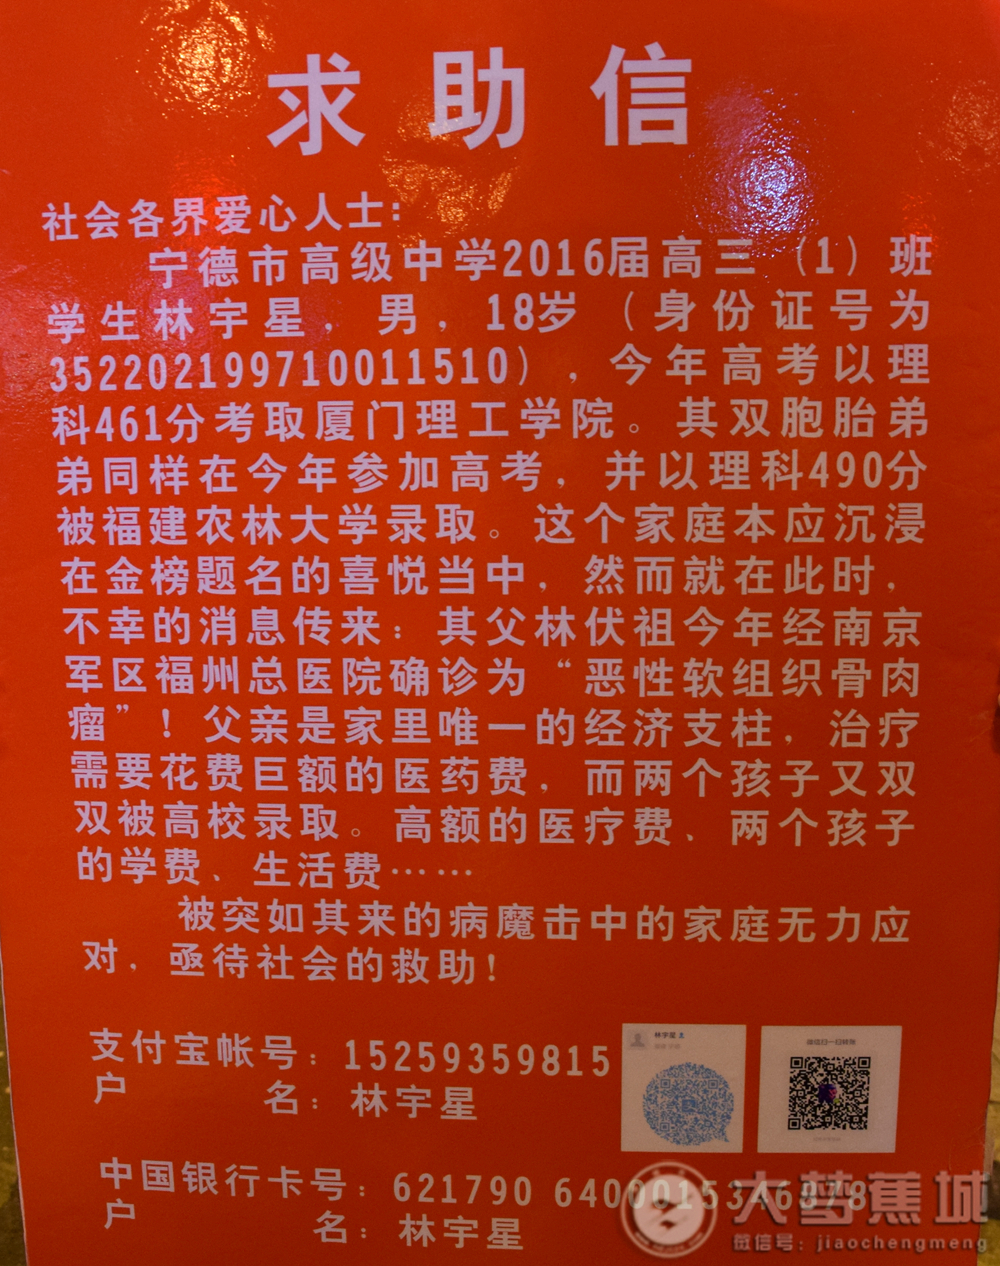 求助信
社会各界爱心人士：
宁德市高级中学2016届高三（1）班
学生林宇星，男，18岁（身份证号为
352202199710011510），今年高考以理
科461分考取厦门理工学院。其双胞胎弟
弟同样在今年参加高考，并以理科490分
被福建农林大学录取。这个家庭本应沉浸
在金榜题名的喜悦当中，然而就在此时，
不幸的消息传来：其父林伏祖今年经南京
军区福州总医院确诊为“恶性软组织骨肉
瘤”！父亲是家里唯一的经济支柱，治疗
需要花费巨额的医药费，而两个孩子又双
双被高校录取。高额的医疗费、两个孩子
的学费、生活费……
被突如其来的病魔击中的家庭无力应
对，亟待社会的救助！
支付宝帐号：15259359815
户 名：林宇星
林宇星
微信扫一扫转账
中国银行卡号：621790 6400015346878
户 名：林宇星
大梦蕉城
微信号：jiaochengmeng